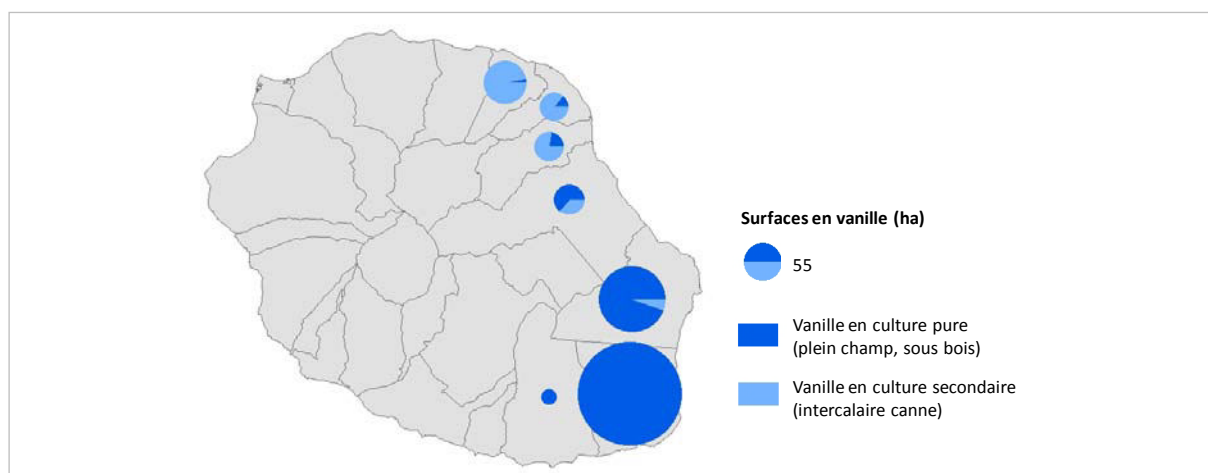 Surfaces en vanille (ha)
55
Vanille en culture pure
(plein champ, sous bois)
Vanille en culture secondaire
(intercalaire canne)